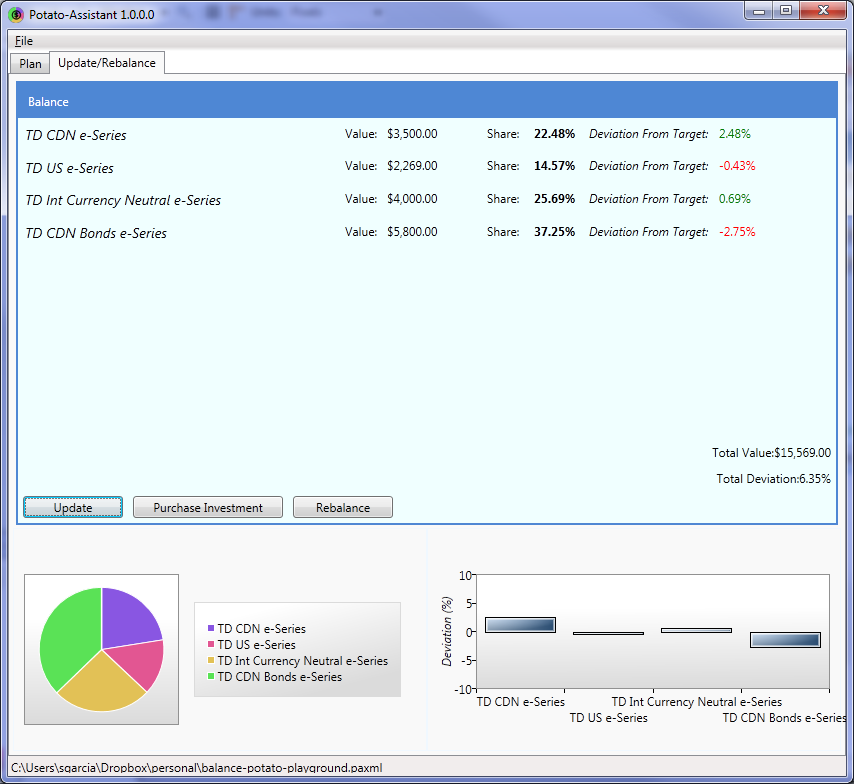 Potato-Assistant 1.0.0.0
File
Plan Update/Rebalance
Balance
TD CDN e-Series Value: $3,500.00 Share: 22.48% Deviation From Target: 2.48%
TD US e-Series Value: $2,269.00 Share: 14.57% Deviation From Target: -0.43%
TD Int Currency Neutral e-Series Value: $4,000.00 Share: 25.69% Deviation From Target: 0.69%
TD CDN Bonds e-Series Value: $5,800.00 Share: 37.25% Deviation From Target: -2.75%
Total Value:$15,569.00
Total Deviation:6.35%
Update Purchase Investment Rebalance
TD CDN e-Series
TD US e-Series
TD Int Currency Neutral e-Series
TD CDN Bonds e-Series
Deviation (%)
10
5
0
-5
-10
TD CDN e-Series TD Int Currency Neutral e-Series
TD US e-Series TD CDN Bonds e-Series
C:\Users\sgarcia\Dropbox\personal\balance-potato-playground.paxml